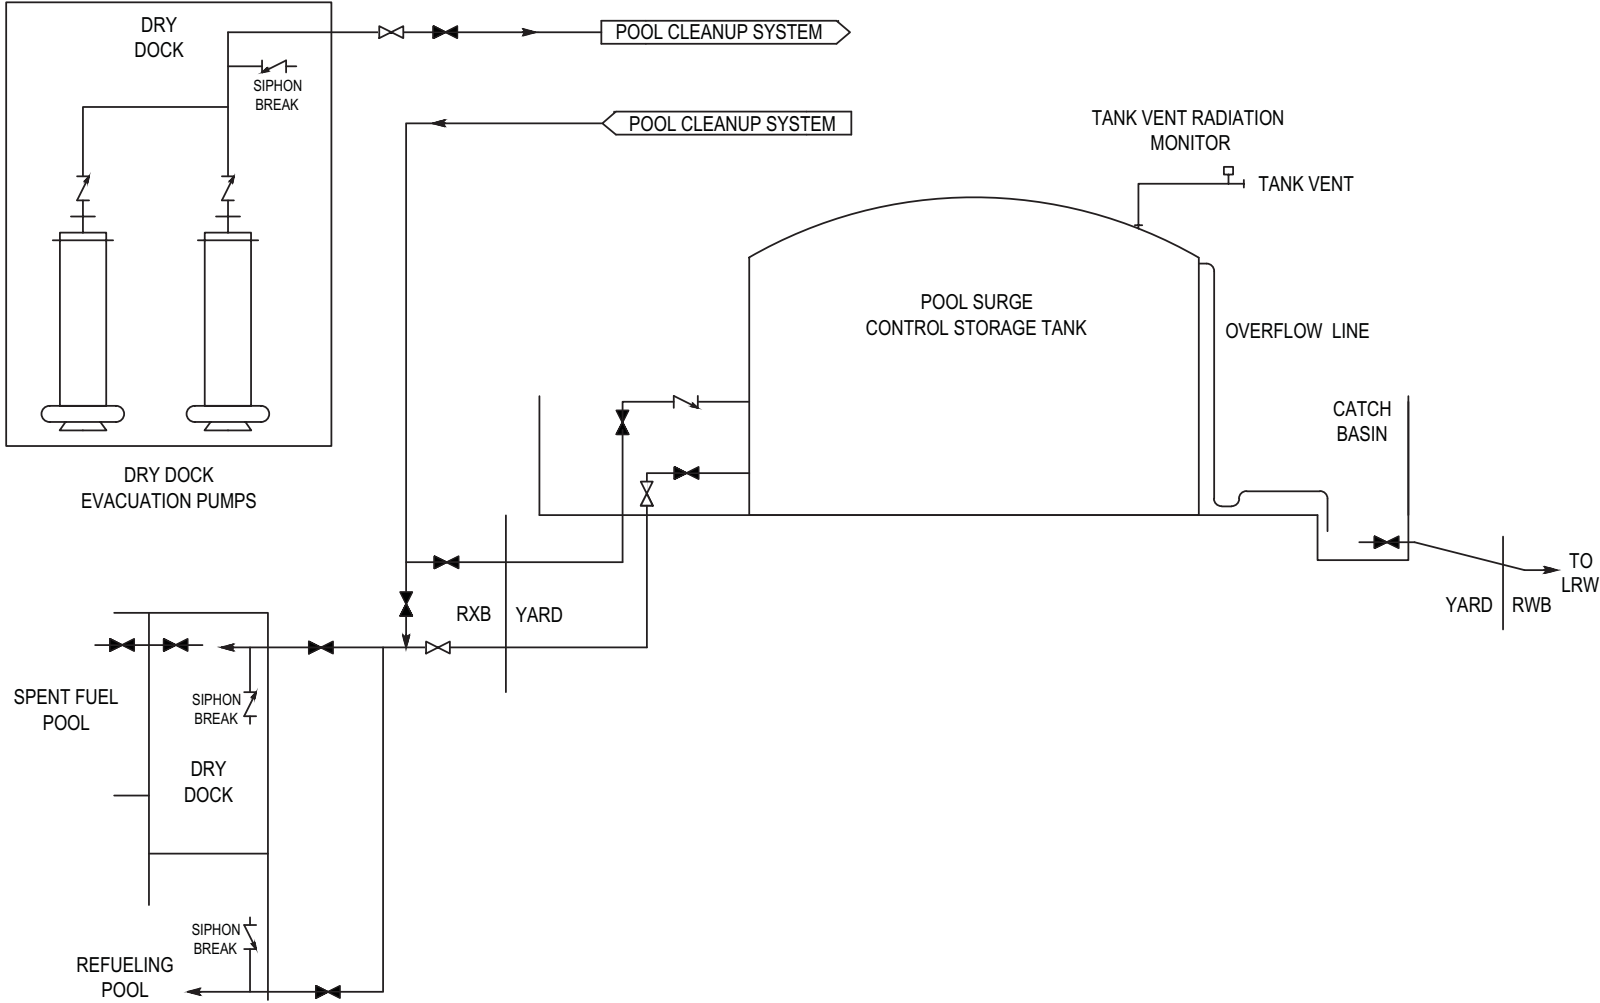 DRY
DOCK
SIPHON
BREAK
POOL CLEANUP SYSTEM
POOL CLEANUP SYSTEM
TANK VENT RADIATION
MONITOR
TANK VENT
POOL SURGE
CONTROL STORAGE TANK
OVERFLOW LINE
CATCH
BASIN
DRY DOCK
EVACUATION PUMPS
TO
LRW
RXB YARD
YARD RWB
SPENT FUEL
POOL
SIPHON
BREAK
DRY
DOCK
SIPHON
BREAK
REFUELING
POOL